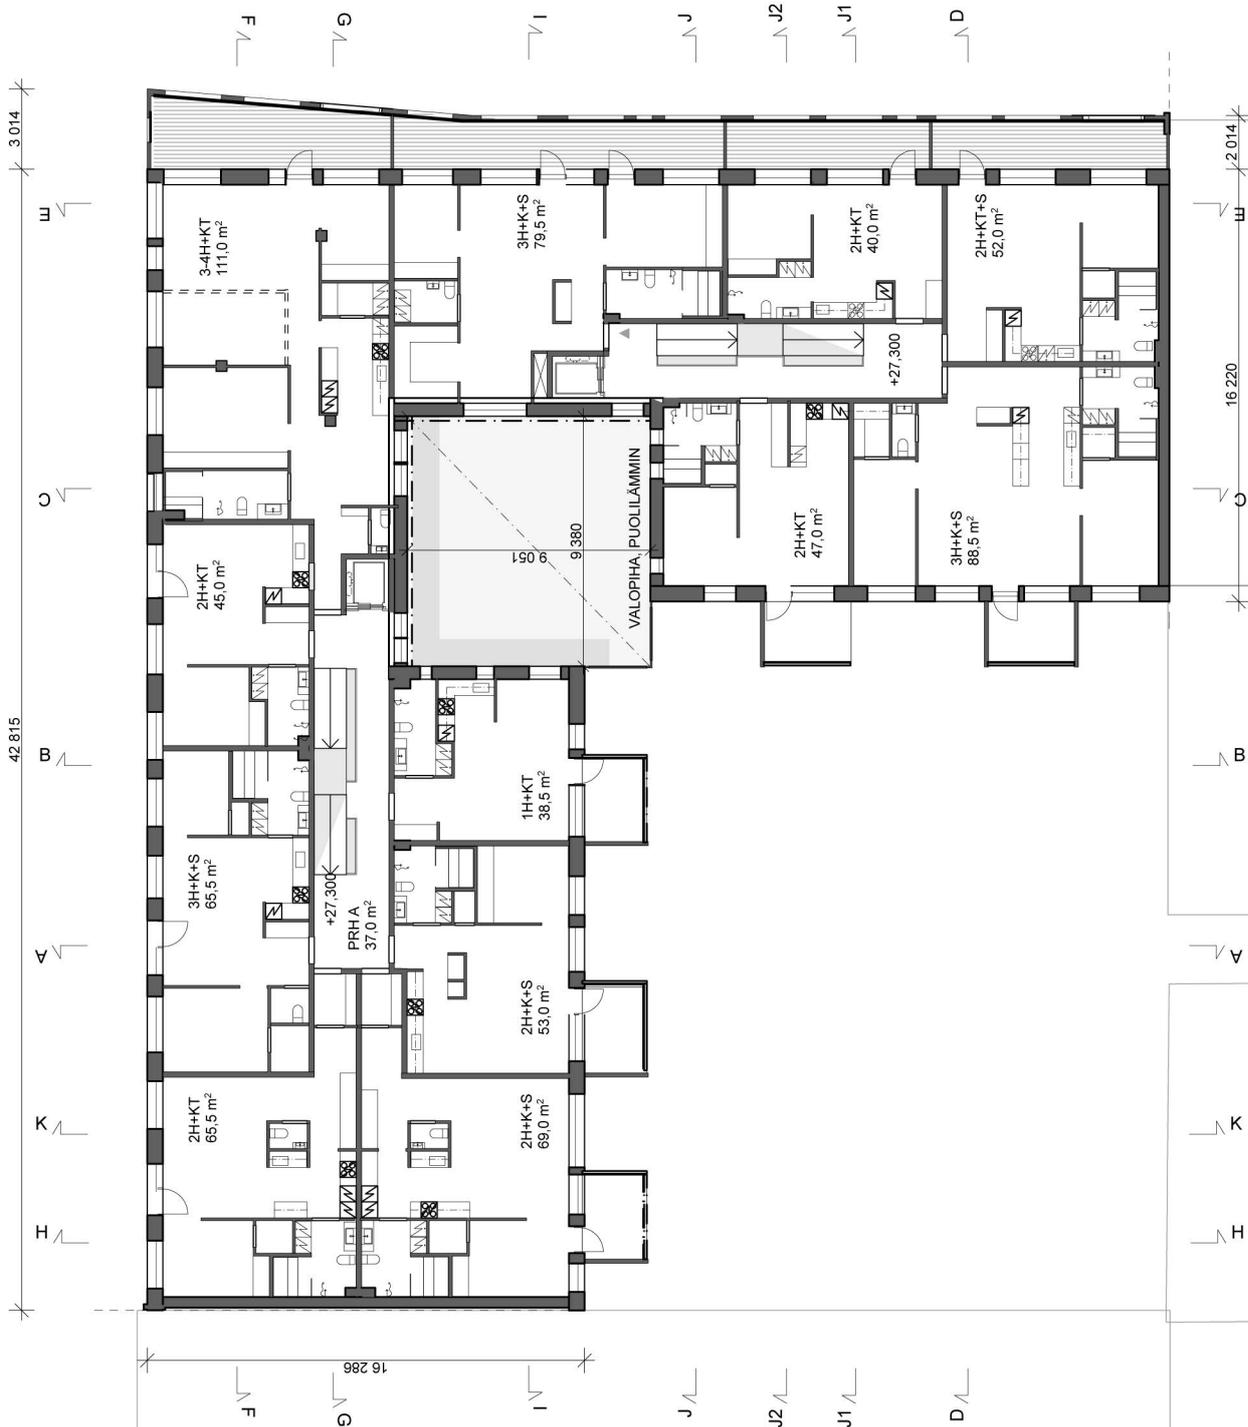 F
G
I
J
J2
J1
D
3 014
2 014
E
E
3-4H+KT
111,0 m²
3H+K+S
79,5 m²
2H+KT
40,0 m²
2H+KT+S
52,0 m²
+27,300
16 220
C
C
9 051
9 380
VALOPIHA, PUOLILÄMMIN
2H+KT
47,0 m²
3H+K+S
88,5 m²
2H+KT
45,0 m²
42 815
B
B
1H+KT
38,5 m²
3H+K+S
65,5 m²
+27,300
PRH A
37,0 m²
A
A
2H+K+S
53,0 m²
2H+KT
65,5 m²
2H+K+S
69,0 m²
K
K
H
H
16 286
F
G
I
J
J2
J1
D